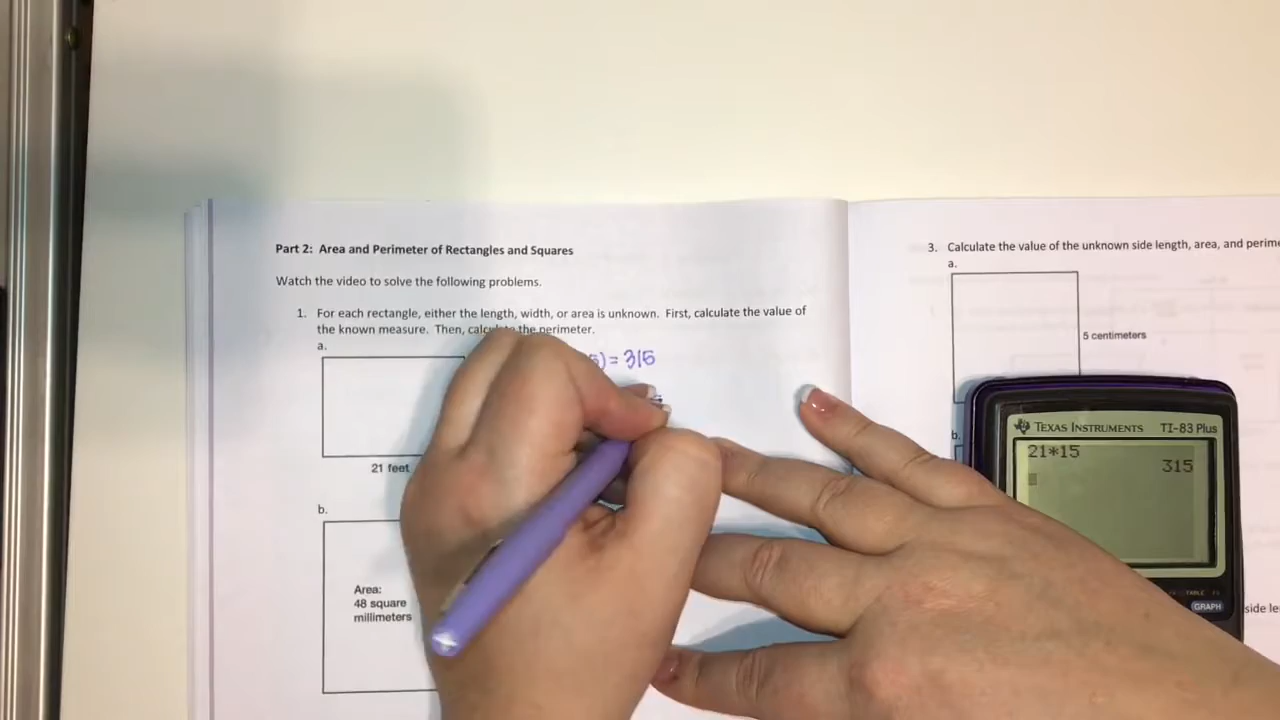 Part 2: Area and Perimeter of Rectangles and Squares
Watch the video to solve the following problems.
1. For each rectangle, either the length, width, or area is unknown. First, calculate the value of
the known measure. Then, calculate the perimeter.
a.
) = 315
21 feet
b.
Area:
48 square
millimeters
3. Calculate the value of the unknown side length, area, and perime
a.
5 centimeters
b.
TEXAS INSTRUMENTS TI-83 Plus
21*15
315
TABLE
GRAPH
side le